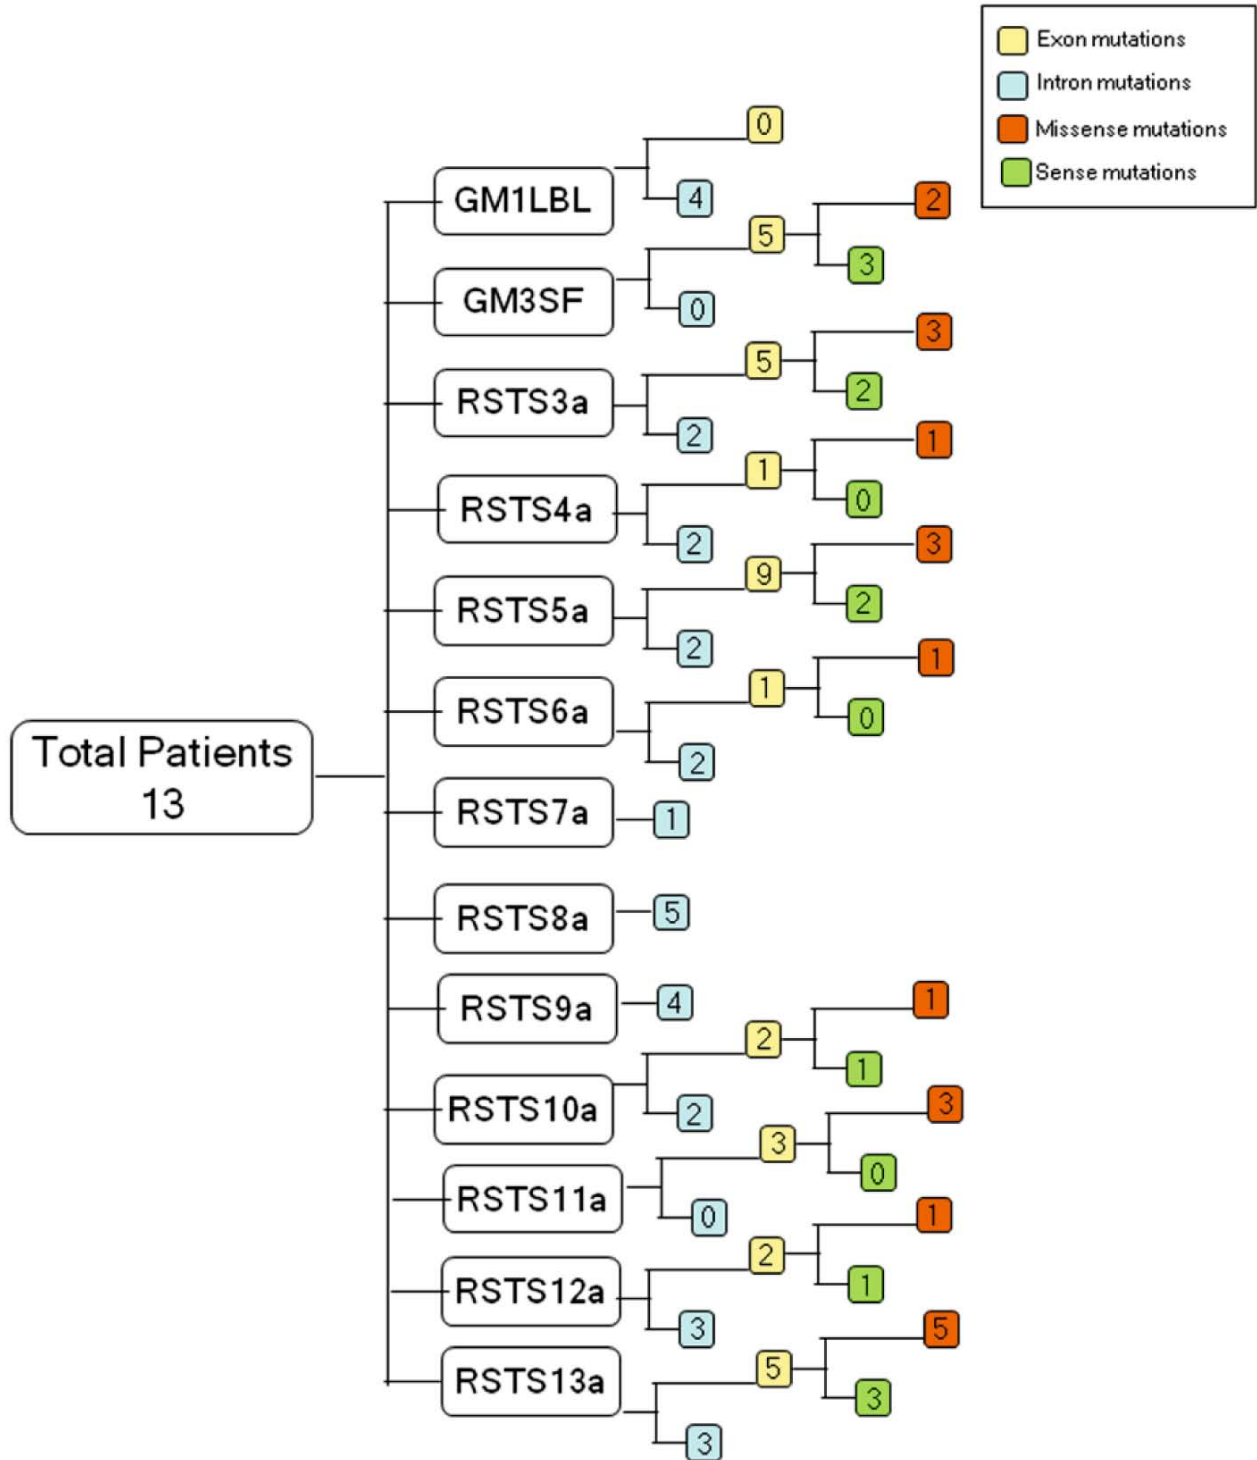 Exon mutations
Intron mutations
Missense mutations
Sense mutations
0
GM1LBL
4
2
5
3
GM3SF
0
3
5
2
RSTS3a
2
1
1
0
RSTS4a
2
3
9
2
RSTS5a
2
1
1
0
RSTS6a
2
Total Patients
13
RSTS7a
1
RSTS8a
5
RSTS9a
4
1
2
1
RSTS10a
2
3
3
0
RSTS11a
0
1
2
1
RSTS12a
3
5
5
3
RSTS13a
3